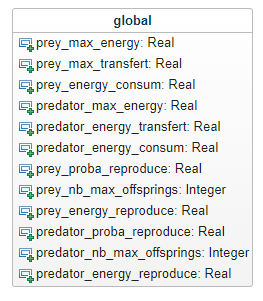 global
prey_max_energy: Real
prey_max_transfert: Real
prey_energy_consum: Real
predator_max_energy: Real
predator_energy_transfert: Real
predator_energy_consum: Real
prey_proba_reproduce: Real
prey_nb_max_offsprings: Integer
prey_energy_reproduce: Real
predator_proba_reproduce: Real
predator_nb_max_offsprings: Integer
predator_energy_reproduce: Real